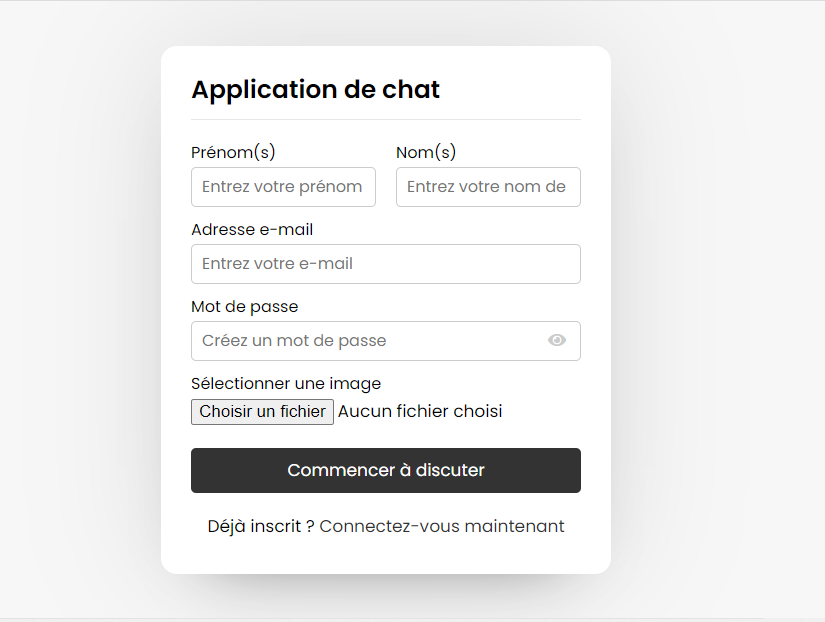 Application de chat
Prénom(s) Nom(s)
Entrez votre prénom Entrez votre nom de
Adresse e-mail
Entrez votre e-mail
Mot de passe
Créez un mot de passe
Sélectionner une image
Choisir un fichier Aucun fichier choisi
Commencer à discuter
Déjà inscrit ? Connectez-vous maintenant